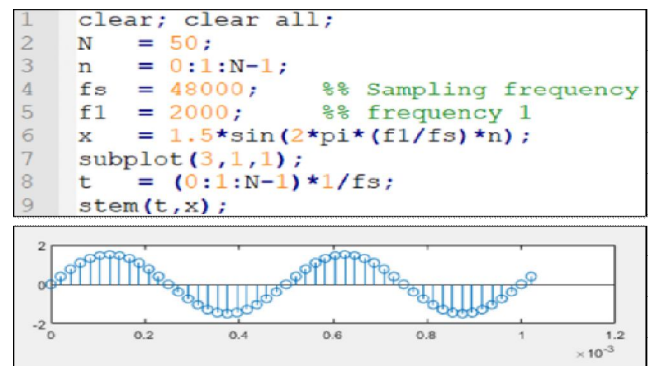 1 clear; clear all;
2 N = 50;
3 n = 0:1:N-1;
4 fs = 48000; %% Sampling frequency
5 f1 = 2000; %% frequency 1
6 x = 1.5*sin(2*pi*(f1/fs)*n);
7 subplot(3,1,1);
8 t = (0:1:N-1)*1/fs;
9 stem(t,x);
2
0
-2
0 0.2 0.4 0.6 0.8 1 1.2
× 10⁻³